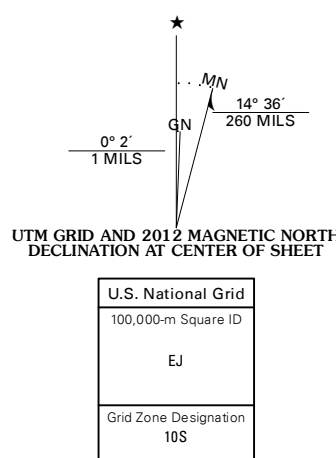 ★
MN
GN
14° 36´
260 MILS
0° 2´
1 MILS
UTM GRID AND 2012 MAGNETIC NORTH
DECLINATION AT CENTER OF SHEET
U.S. National Grid
100,000-m Square ID
EJ
Grid Zone Designation
10S